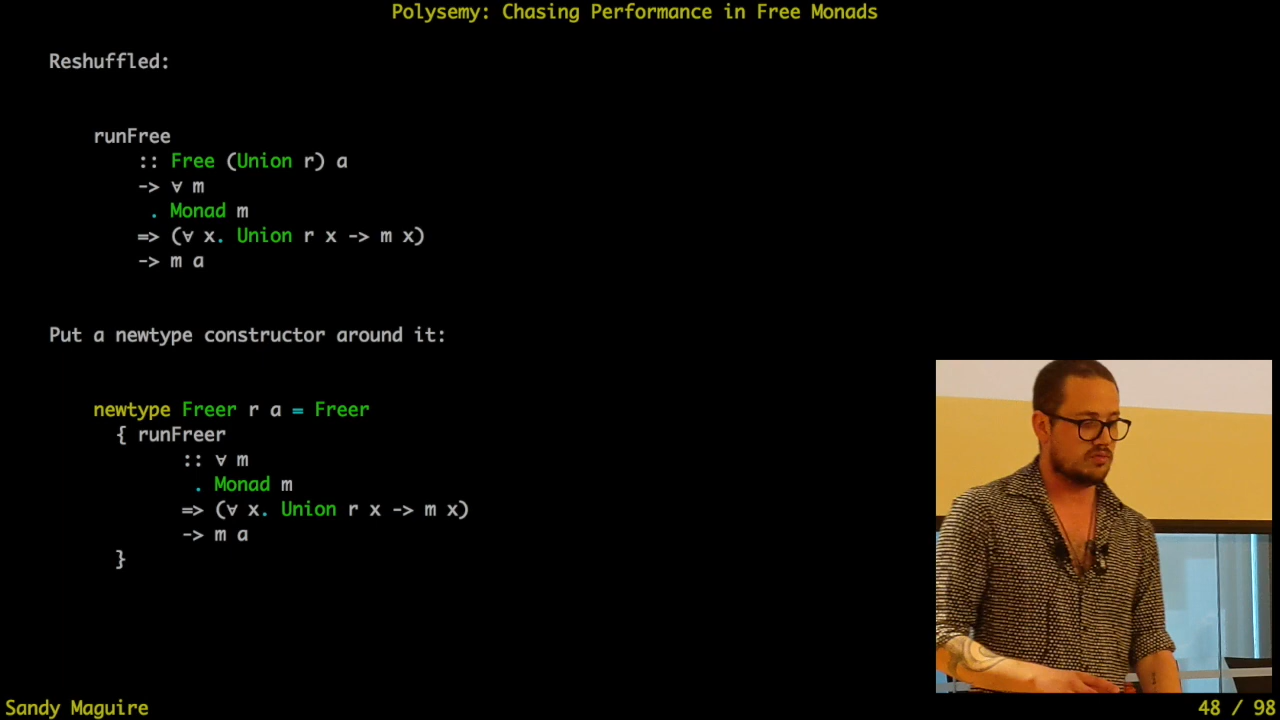 Polysemy: Chasing Performance in Free Monads
Reshuffled:
runFree
:: Free (Union r) a
-> ∀ m
. Monad m
=> (∀ x. Union r x -> m x)
-> m a
Put a newtype constructor around it:
newtype Freer r a = Freer
{ runFreer
:: ∀ m
. Monad m
=> (∀ x. Union r x -> m x)
-> m a
}
Sandy Maguire
48 / 98